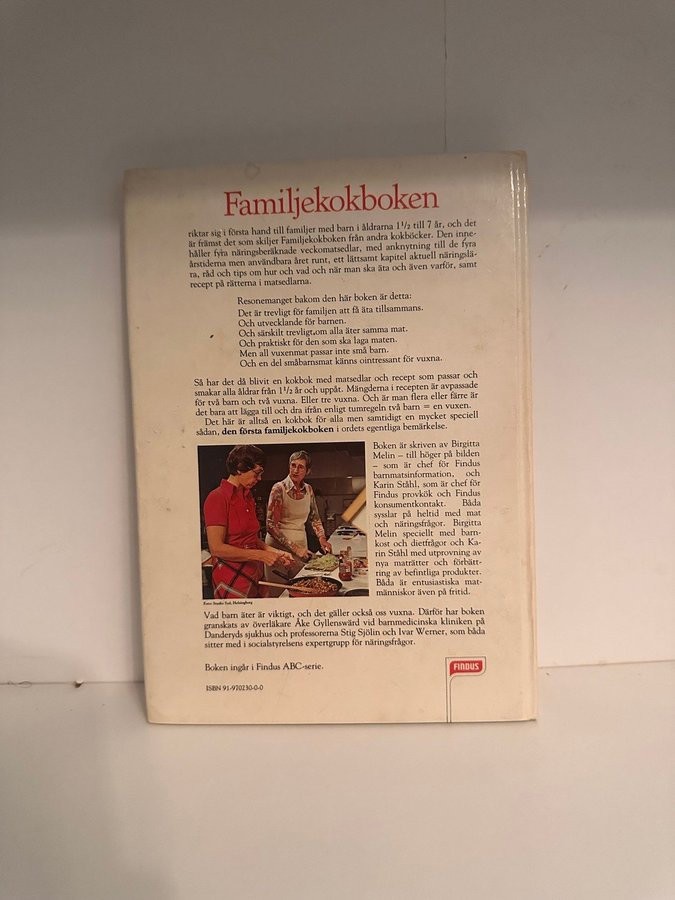 Familjekokboken
riktar sig i första hand till familjer med barn i åldrarna 1 1/2 till 7 år, och det
är främst det som skiljer Familjekokboken från andra kokböcker. Den inne-
håller fyra näringsberäknade veckomatsedlar, med anknytning till de fyra
årstiderna men användbara året runt, ett lättsamt kapitel aktuell näringslä-
ra, råd och tips om hur och vad och när man ska äta och även varför, samt
recept på rätterna i matsedlarna.
Resonemanget bakom den här boken är detta:
Det är trevligt för familjen att få äta tillsammans.
Och utvecklande för barnen.
Och särskilt trevligt,om alla äter samma mat.
Och praktiskt för den som ska laga maten.
Men all vuxenmat passar inte små barn.
Och en del småbarnsmat känns ointressant för vuxna.
Så har det då blivit en kokbok med matsedlar och recept som passar och
smakar alla åldrar från 1 1/2 år och uppåt. Mängderna i recepten är avpassade
för två barn och två vuxna. Eller tre vuxna. Och är man flera eller färre är
det bara att lägga till och dra ifrån enligt tumregeln två barn = en vuxen.
Det här är alltså en kokbok för alla men samtidigt en mycket speciell
sådan, den första familjekokboken i ordets egentliga bemärkelse.
Boken är skriven av Birgitta
Melin – till höger på bilden
– som är chef för Findus
barnmatsinformation, och
Karin Ståhl, som är chef för
Findus provkök och Findus
konsumentkontakt. Båda
sysslar på heltid med mat
och näringsfrågor. Birgitta
Melin speciellt med barn-
kost och dietfrågor och Ka-
rin Ståhl med utprovning av
nya maträtter och förbätt-
ring av befintliga produkter.
Båda är entusiastiska mat-
människor även på fritid.
Foto: Studio Syd, Helsingborg
Vad barn äter är viktigt, och det gäller också oss vuxna. Därför har boken
granskats av överläkare Åke Gyllenswärd vid barnmedicinska kliniken på
Danderyds sjukhus och professorerna Stig Sjölin och Ivar Werner, som båda
sitter med i socialstyrelsens expertgrupp för näringsfrågor.
Boken ingår i Findus ABC-serie.
FINDUS
ISBN 91-970230-0-0